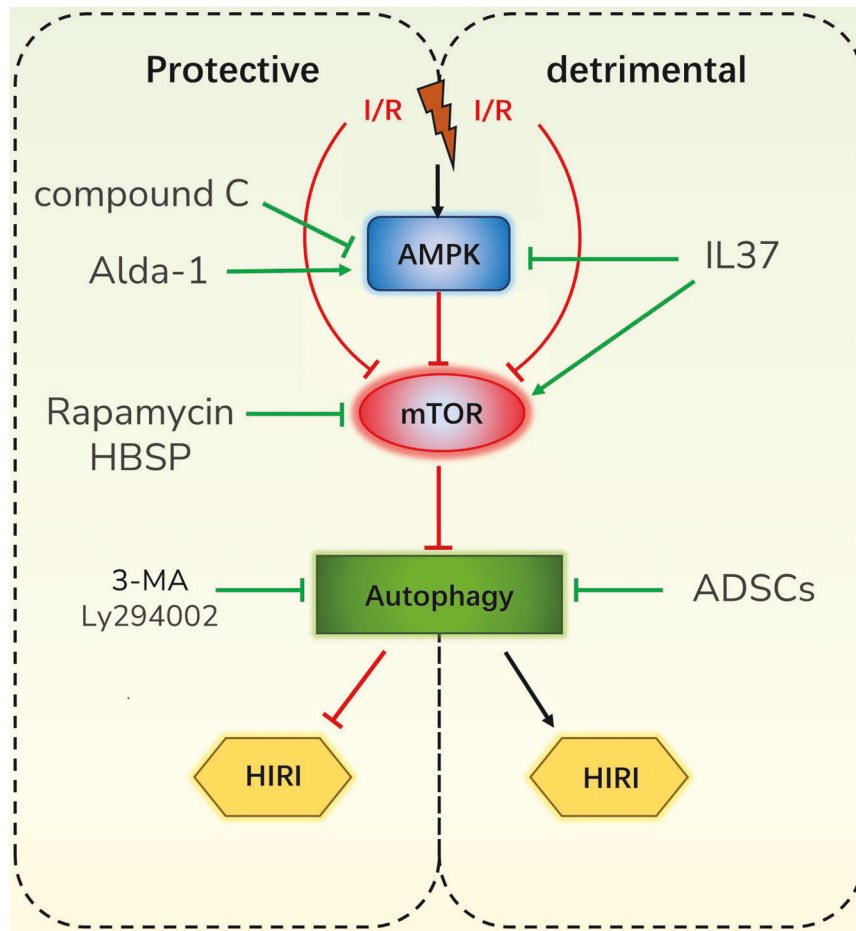 Protective
detrimental
I/R
I/R
compound C
AMPK
Alda-1
IL37
Rapamycin
HBSP
mTOR
3-MA
Ly294002
Autophagy
ADSCs
HIRI
HIRI